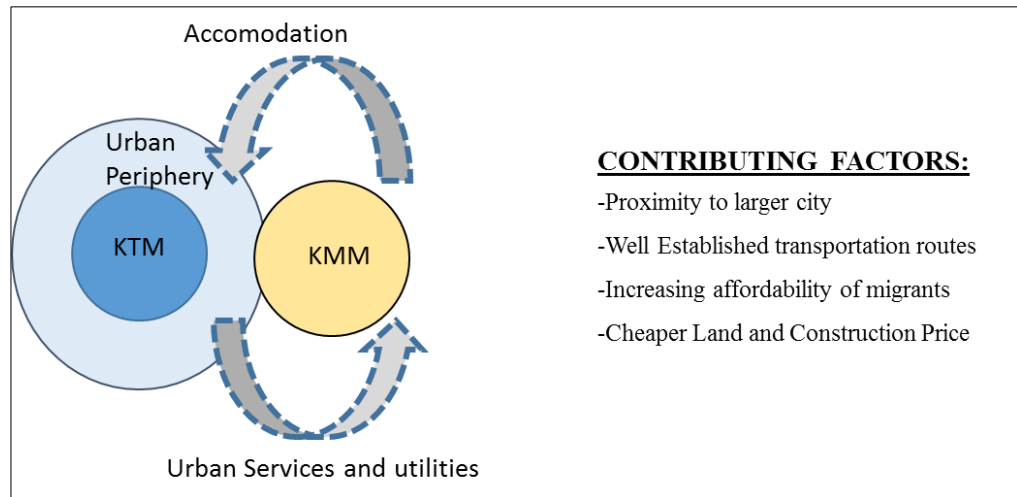 Accomodation
Urban
Periphery
KTM
KMM
Urban Services and utilities
CONTRIBUTING FACTORS:
-Proximity to larger city
-Well Established transportation routes
-Increasing affordability of migrants
-Cheaper Land and Construction Price